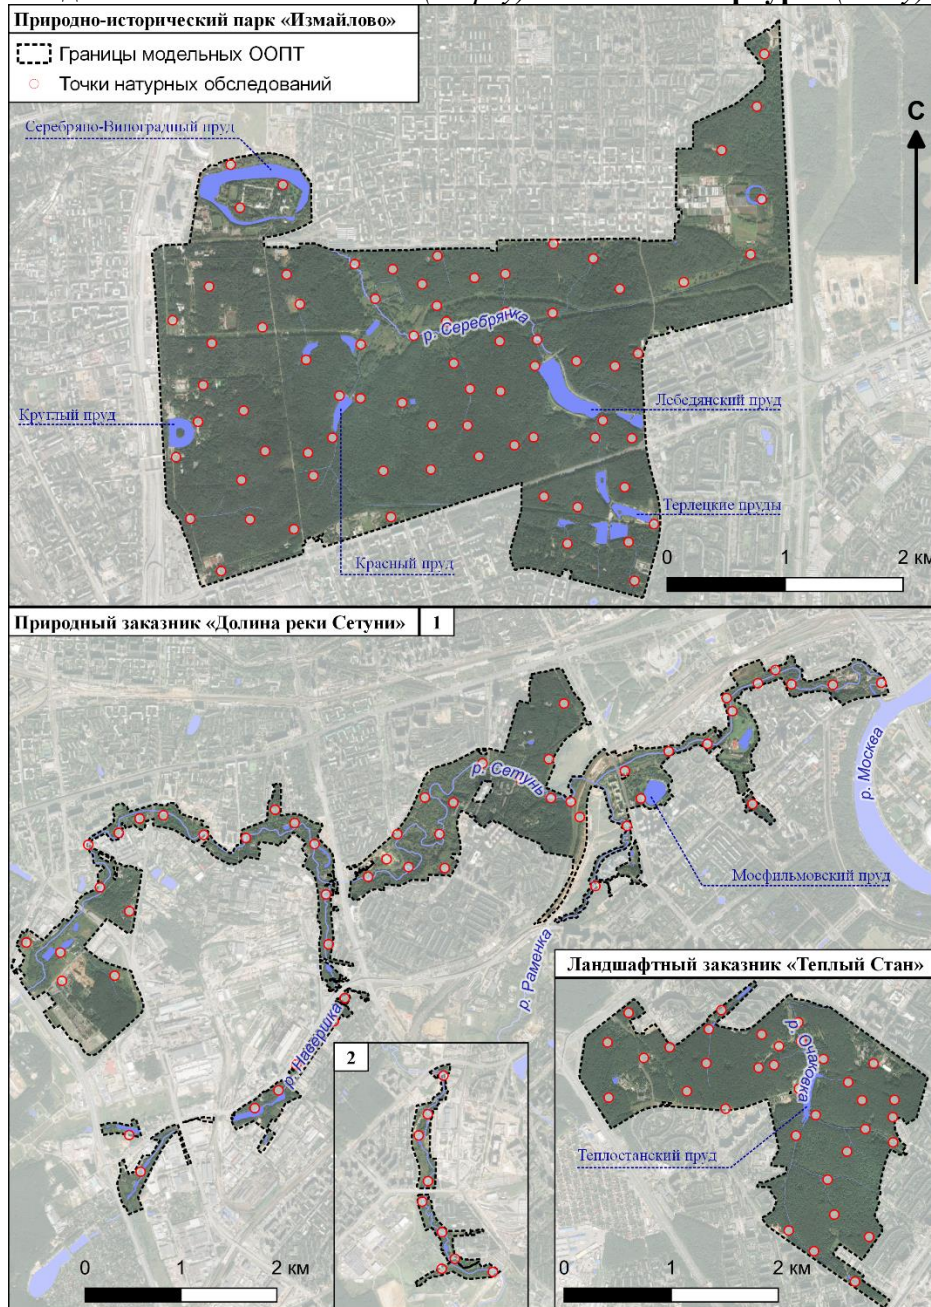 Природно-исторический парк «Измайлово»
Границы модельных ООПТ
Точки натурных обследований
С
Серебряно-Виноградный пруд
р. Серебрянка
Круглый пруд
Лебедянский пруд
Терлецкие пруды
Красный пруд
0 1 2 км
Природный заказник «Долина реки Сетуни» 1
р. Сетунь
р. Москва
Мосфильмовский пруд
р. Раменка
р. Навершка
2
Ландшафтный заказник «Теплый Стан»
р. Очаковка
Теплостанский пруд
0 1 2 км
0 1 2 км